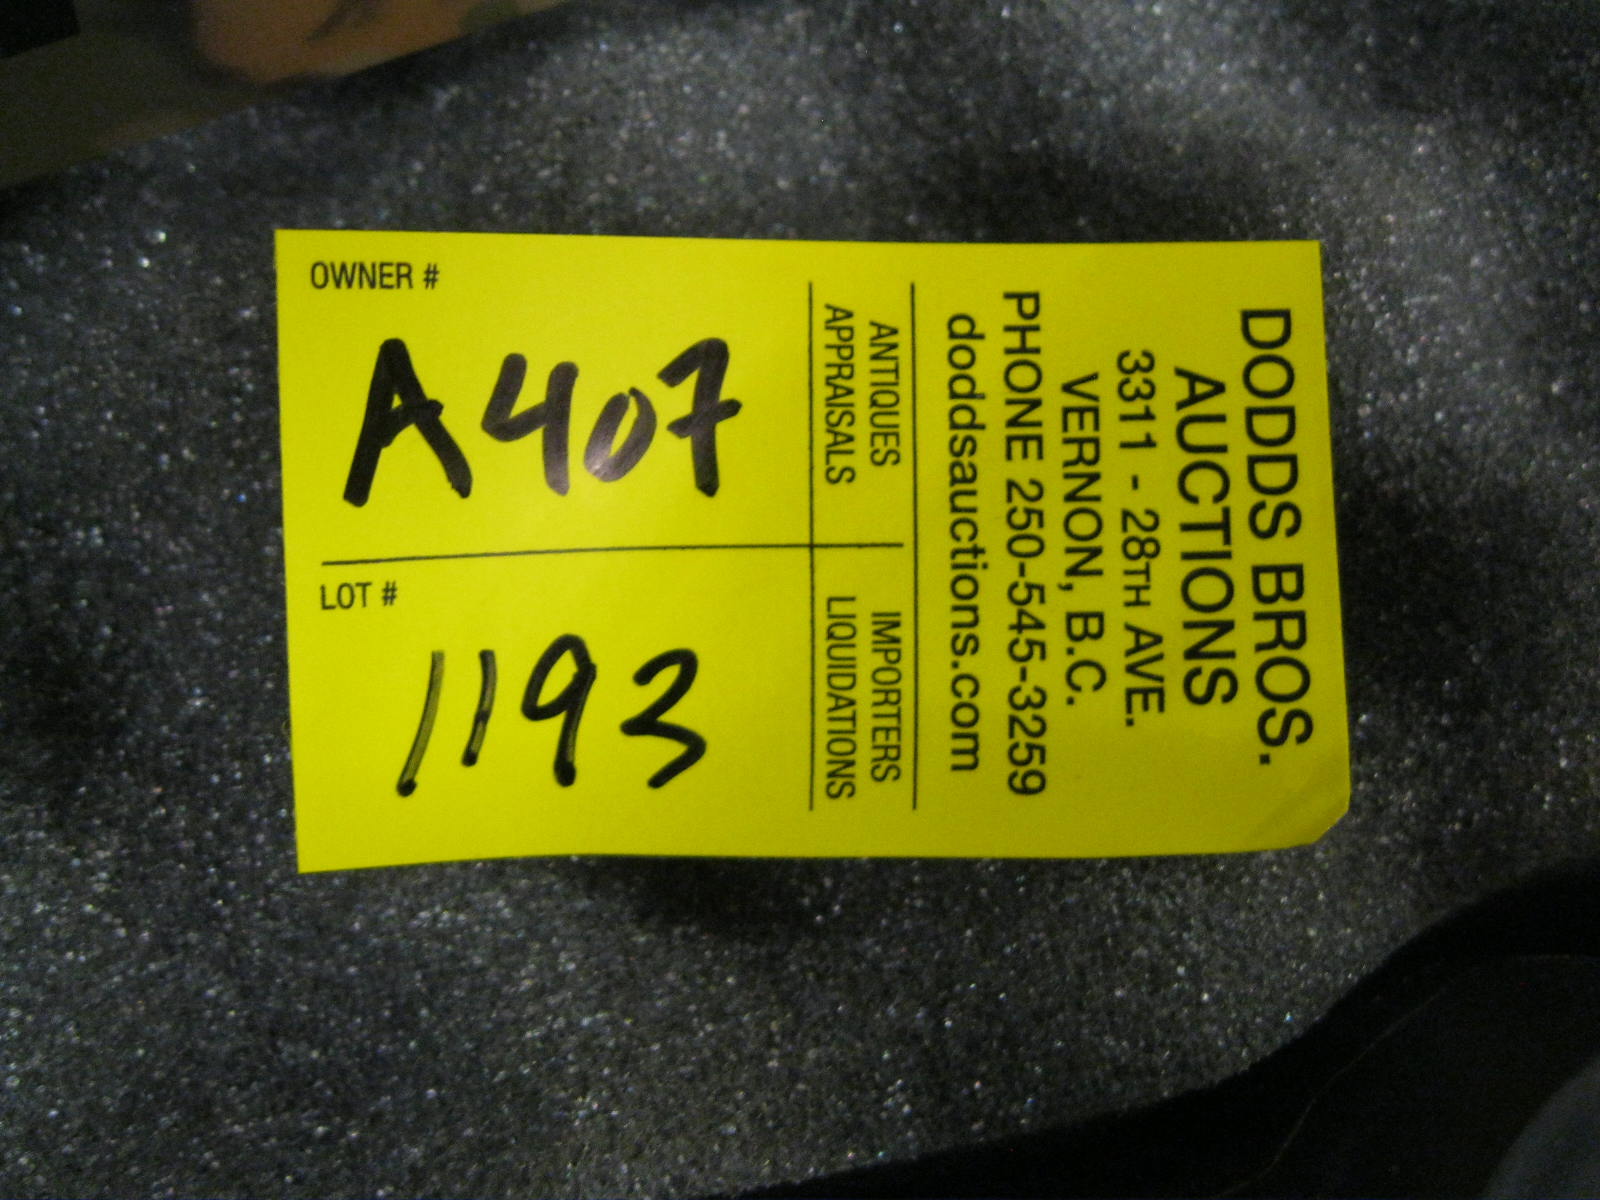 DODDS BROS.
AUCTIONS
3311 - 28TH AVE.
VERNON, B.C.
PHONE 250-545-3259
doddsauctions.com
ANTIQUES
APPRAISALS
IMPORTERS
LIQUIDATIONS
OWNER #
A407
LOT #
1193